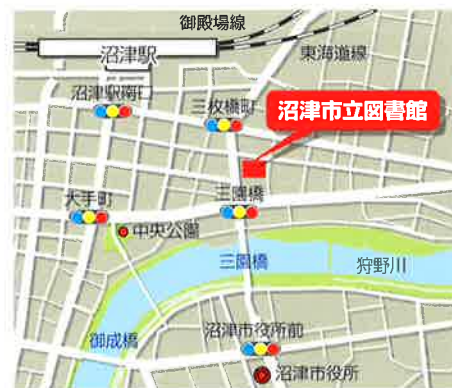 御殿場線
沼津駅
東海道線
沼津駅南口
三枚橋町
沼津市立図書館
大手町
三園橋
中央公園
三園橋
狩野川
御成橋
沼津市役所前
沼津市役所